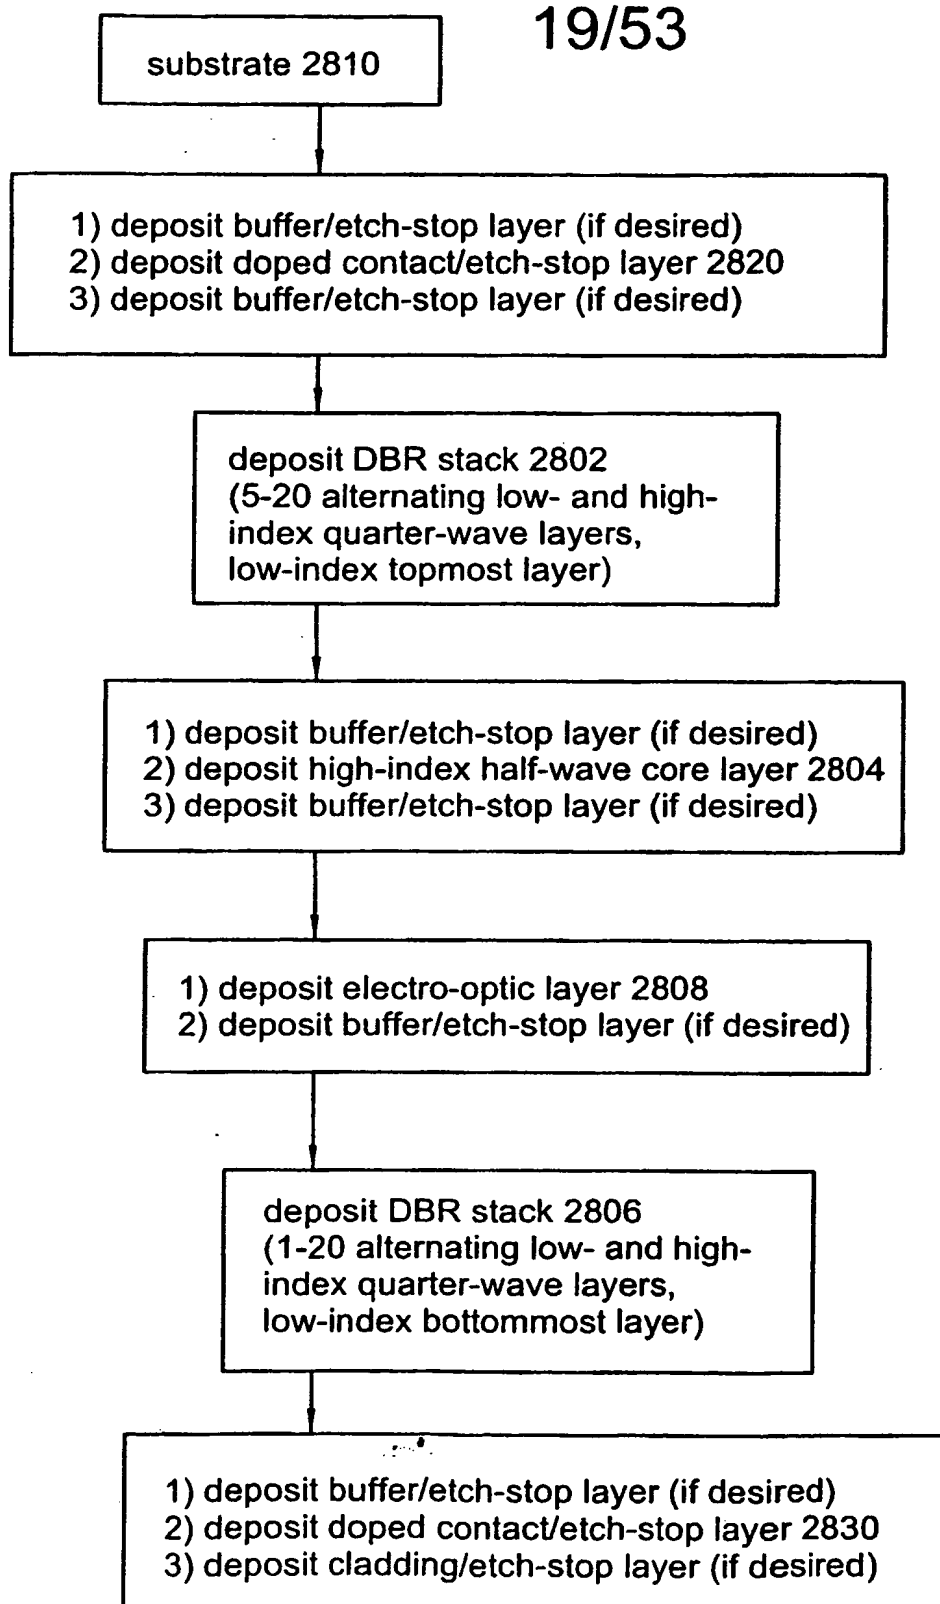 19/53
substrate 2810
1) deposit buffer/etch-stop layer (if desired)
2) deposit doped contact/etch-stop layer 2820
3) deposit buffer/etch-stop layer (if desired)
deposit DBR stack 2802
(5-20 alternating low- and high-
index quarter-wave layers,
low-index topmost layer)
1) deposit buffer/etch-stop layer (if desired)
2) deposit high-index half-wave core layer 2804
3) deposit buffer/etch-stop layer (if desired)
1) deposit electro-optic layer 2808
2) deposit buffer/etch-stop layer (if desired)
deposit DBR stack 2806
(1-20 alternating low- and high-
index quarter-wave layers,
low-index bottommost layer)
1) deposit buffer/etch-stop layer (if desired)
2) deposit doped contact/etch-stop layer 2830
3) deposit cladding/etch-stop layer (if desired)